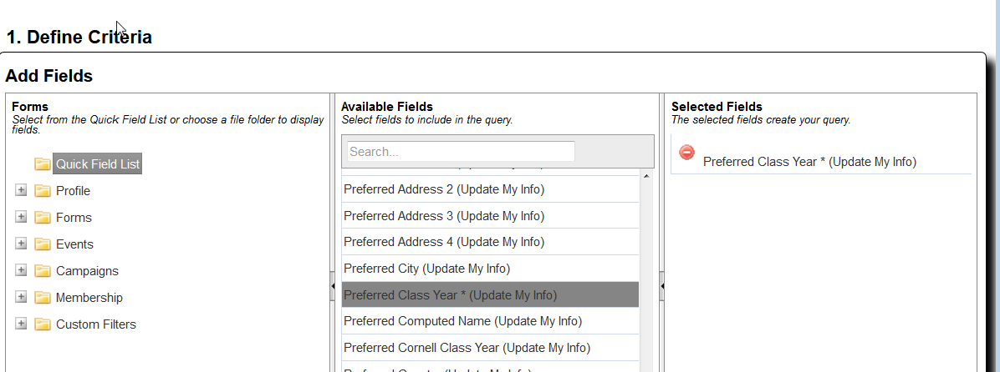 1. Define Criteria
Add Fields
Forms
Select from the Quick Field List or choose a file folder to display
fields.
Quick Field List
Profile
Forms
Events
Campaigns
Membership
Custom Filters
Available Fields
Select fields to include in the query.
Search...
Preferred Address 2 (Update My Info)
Preferred Address 3 (Update My Info)
Preferred Address 4 (Update My Info)
Preferred City (Update My Info)
Preferred Class Year * (Update My Info)
Preferred Computed Name (Update My Info)
Preferred Cornell Class Year (Update My Info)
Selected Fields
The selected fields create your query.
Preferred Class Year * (Update My Info)